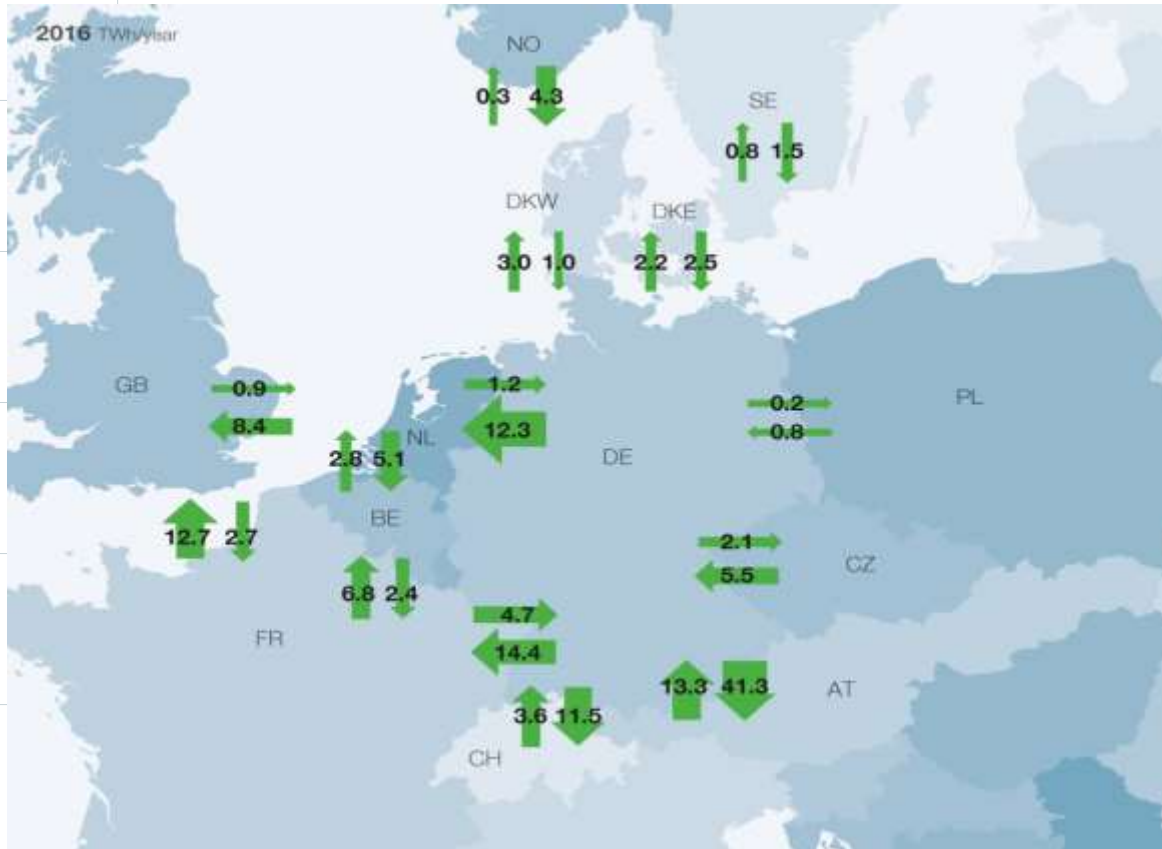 2016 TWh/year
NO
0.3 4.3
SE
0.8 1.5
DKW
DKE
3.0 1.0 2.2 2.5
GB
0.9
8.4
1.2
12.3
NL
2.8 5.1
0.2
0.8
PL
DE
BE
12.7 2.7
2.1
5.5
CZ
6.8 2.4
FR
4.7
14.4
13.3 41.3
AT
3.6 11.5
CH